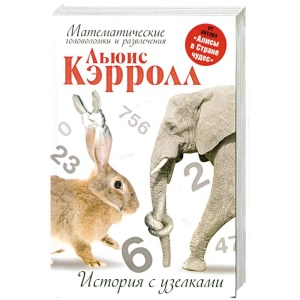 Математические
головоломки и развлечения
Льюис
Кэрролл
от автора
«Алисы в Стране
чудес»
0
756
23
2
6
47
История с узелками